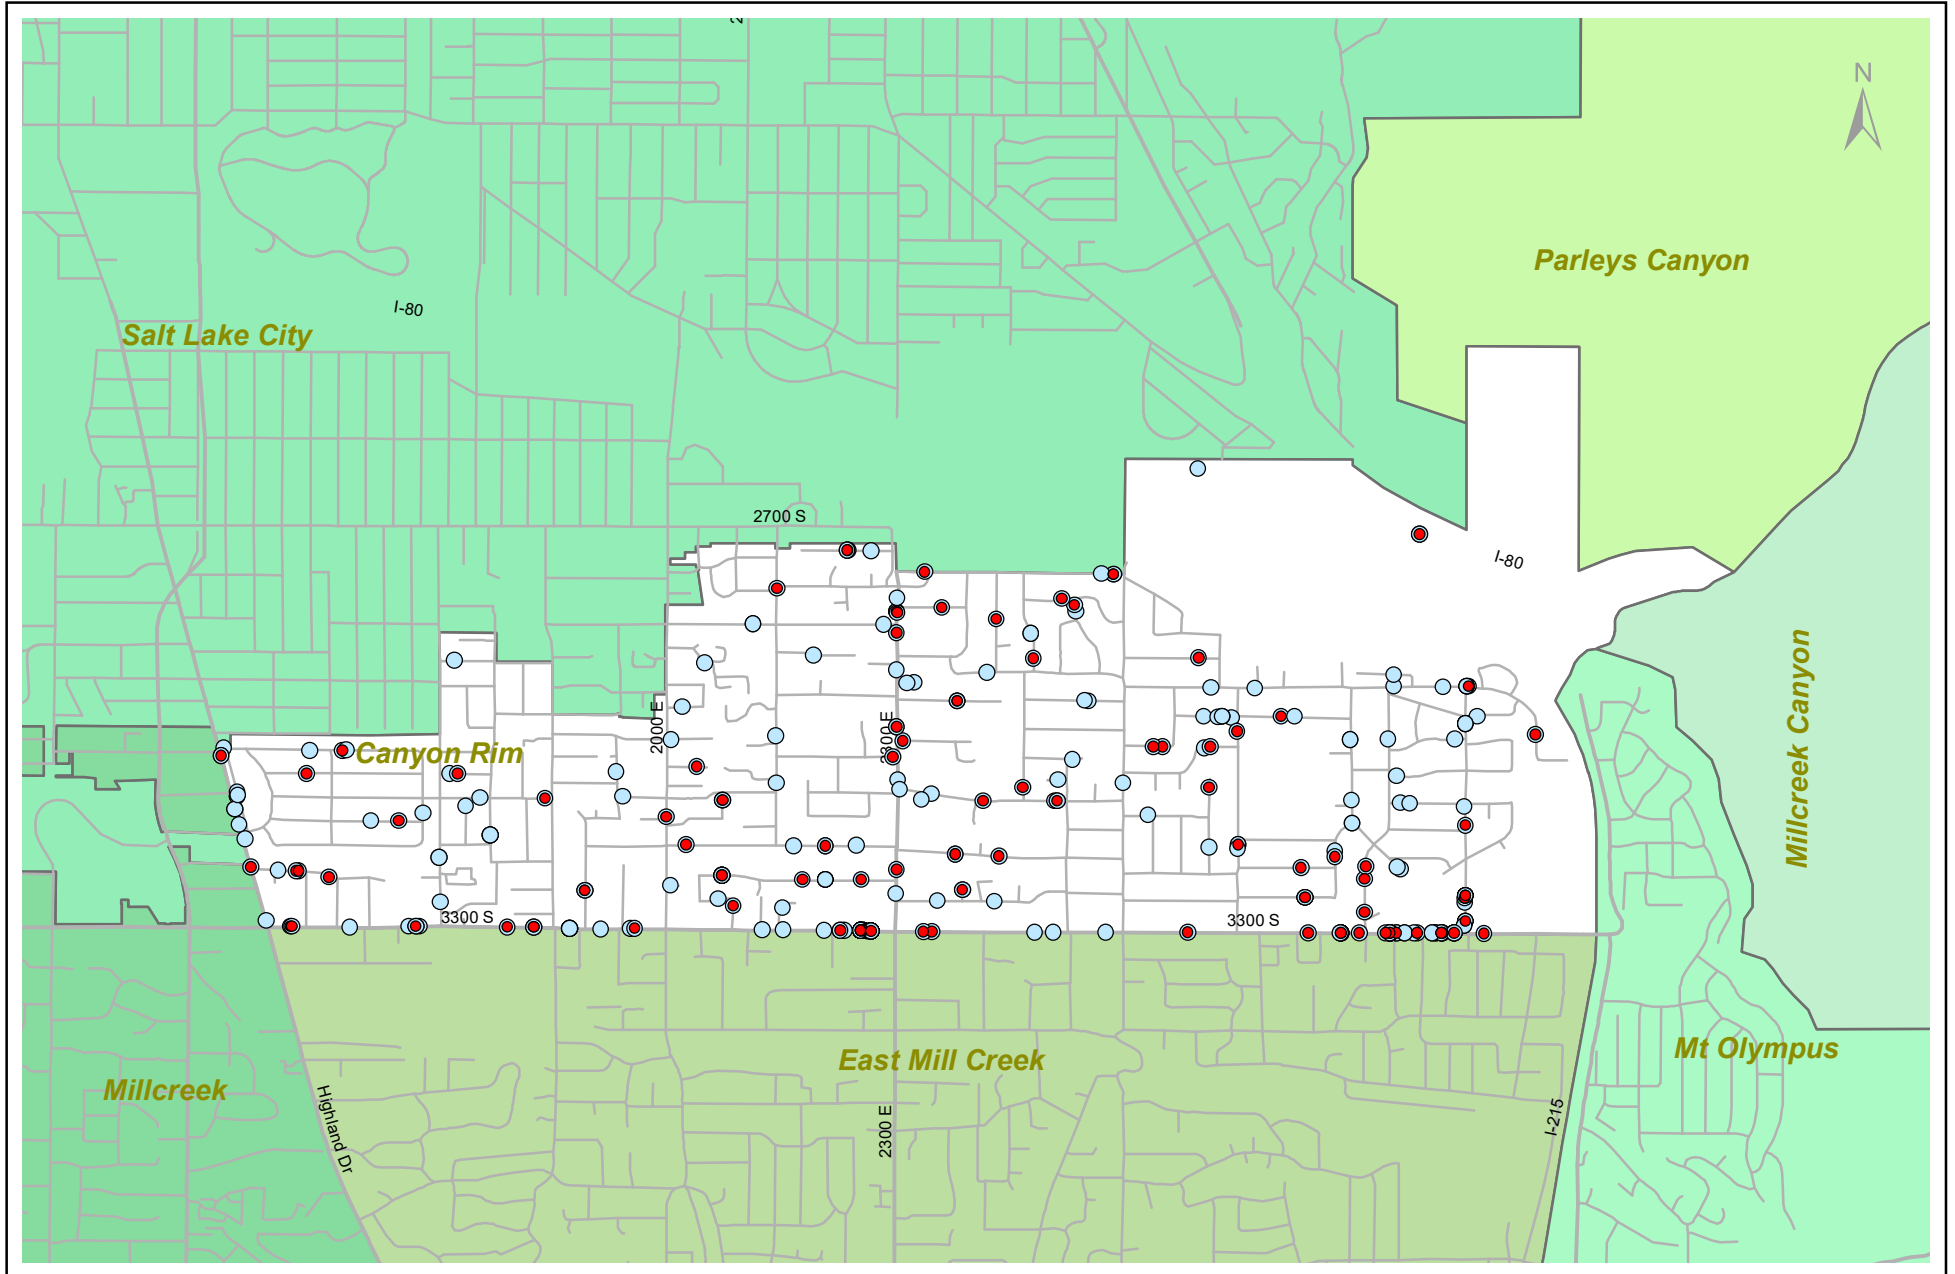 N
Parleys Canyon
I-80
Salt Lake City
2700 S
I-80
2000 E
2300 E
Canyon Rim
Millcreek Canyon
3300 S
3300 S
East Mill Creek
Mt Olympus
Millcreek
Highland Dr
2300 E
I-215